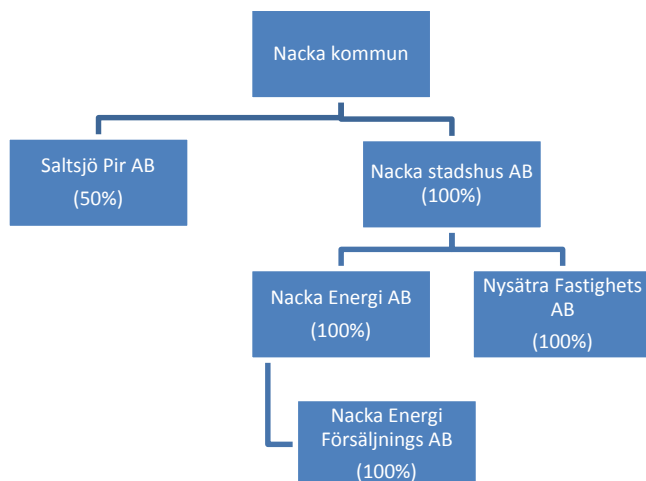 Nacka kommun
Saltsjö Pir AB
(50%)
Nacka stadshus AB
(100%)
Nacka Energi AB
(100%)
Nysätra Fastighets
AB
(100%)
Nacka Energi
Försäljnings AB
(100%)